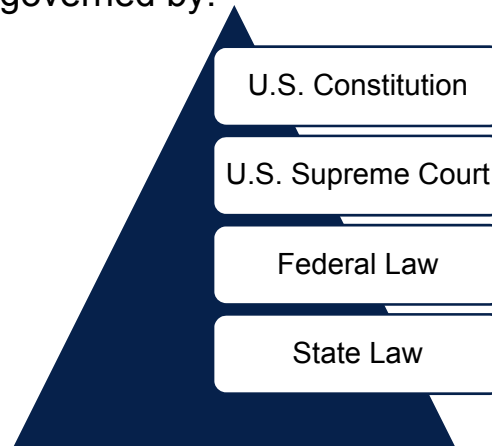 governed by:
U.S. Constitution
U.S. Supreme Court
Federal Law
State Law